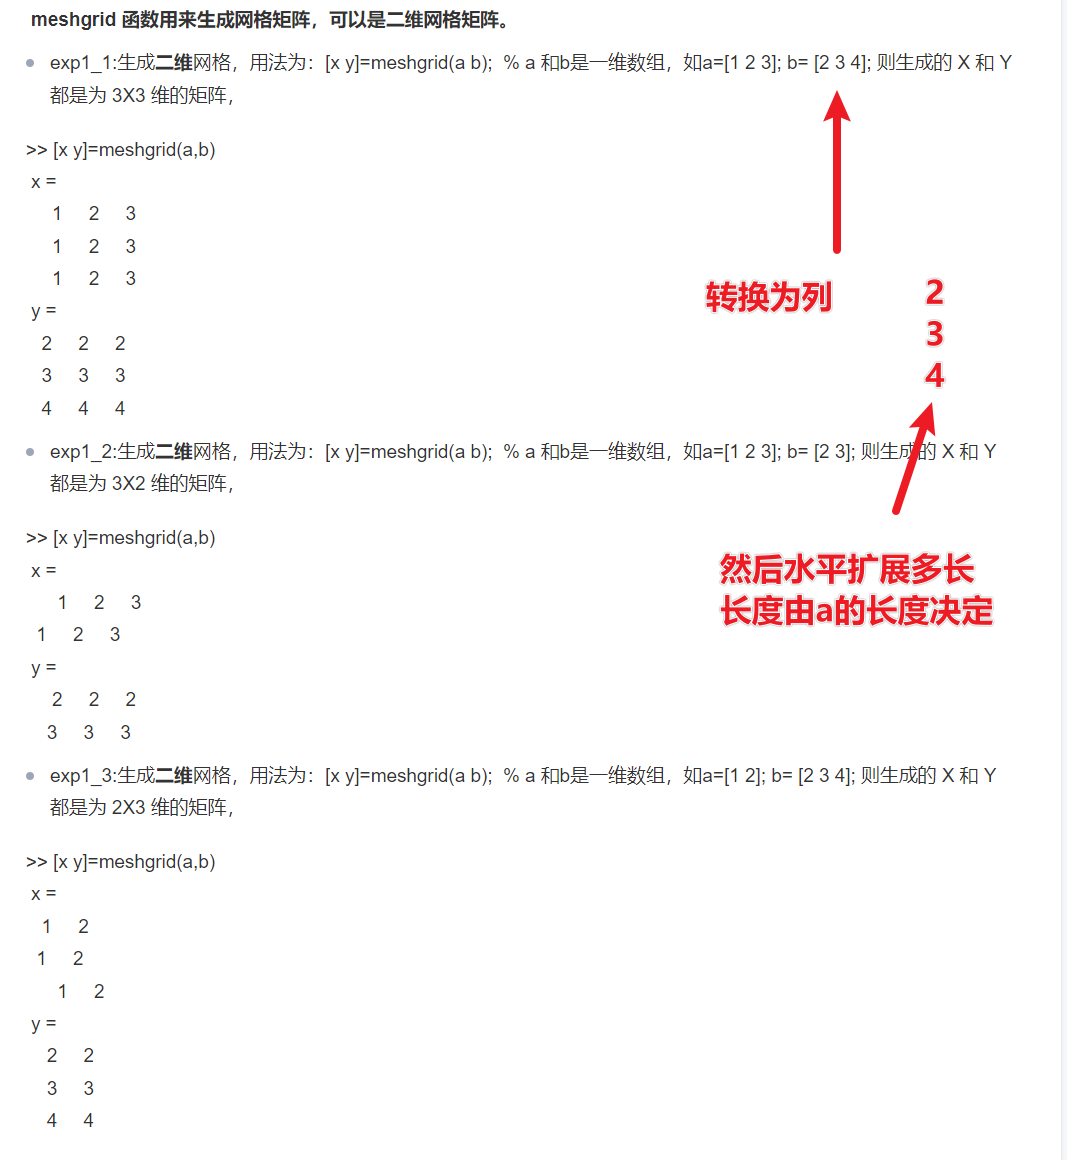 meshgrid 函数用来生成网格矩阵，可以是二维网格矩阵。
exp1_1:生成二维网格，用法为：[x y]=meshgrid(a b); % a 和b是一维数组，如a=[1 2 3]; b= [2 3 4]; 则生成的 X 和 Y
都是为 3X3 维的矩阵，
>> [x y]=meshgrid(a,b)
x =
1 2 3
1 2 3
1 2 3
y =
2 2 2
3 3 3
4 4 4
转换为列
2
3
4
exp1_2:生成二维网格，用法为：[x y]=meshgrid(a b); % a 和b是一维数组，如a=[1 2 3]; b= [2 3]; 则生成的 X 和 Y
都是为 3X2 维的矩阵，
>> [x y]=meshgrid(a,b)
x =
1 2 3
1 2 3
y =
2 2 2
3 3 3
然后水平扩展多长
长度由a的长度决定
exp1_3:生成二维网格，用法为：[x y]=meshgrid(a b); % a 和b是一维数组，如a=[1 2]; b= [2 3 4]; 则生成的 X 和 Y
都是为 2X3 维的矩阵，
>> [x y]=meshgrid(a,b)
x =
1 2
1 2
1 2
y =
2 2
3 3
4 4